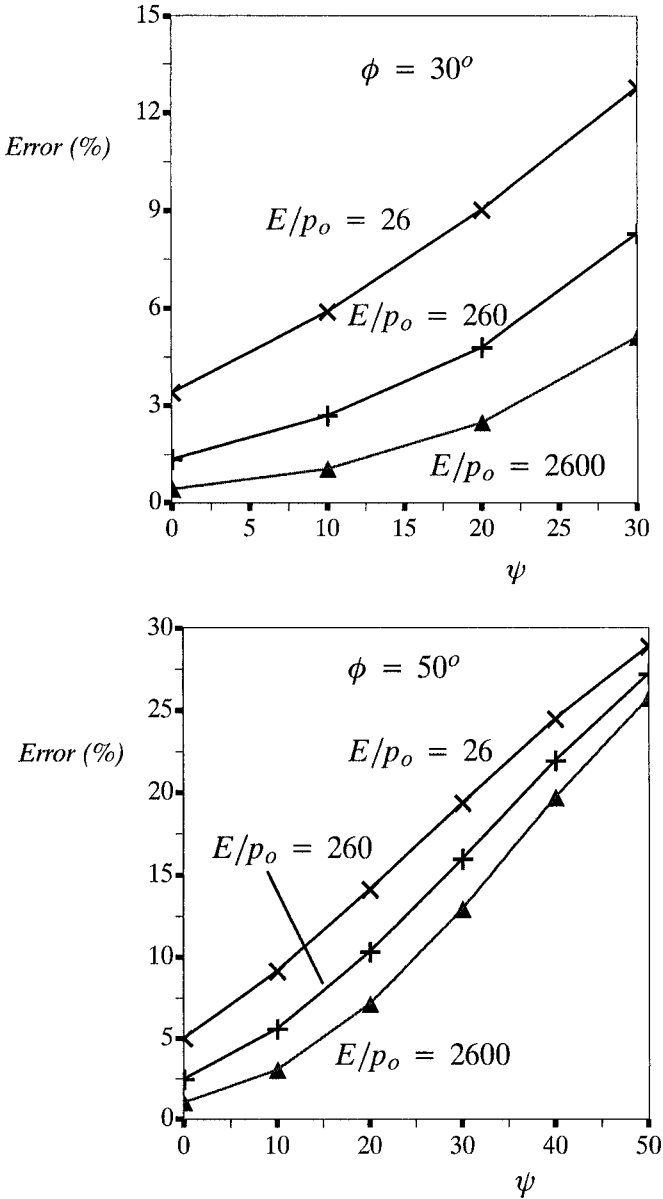 15
ϕ = 30°
12
Error (%)
9
E/pₒ = 26
6
E/pₒ = 260
3
E/pₒ = 2600
0
0 5 10 15 20 25 30
ψ
30
ϕ = 50°
25
Error (%)
E/pₒ = 26
20
E/pₒ = 260
15
10
5
E/pₒ = 2600
0
0 10 20 30 40 50
ψ